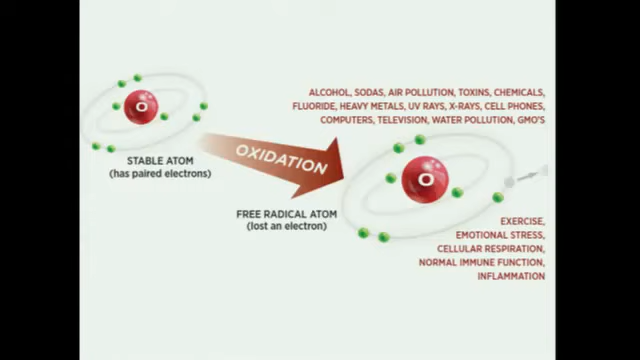 ALCOHOL, SODAS, AIR POLLUTION, TOXINS, CHEMICALS,
FLUORIDE, HEAVY METALS, UV RAYS, X-RAYS, CELL PHONES,
COMPUTERS, TELEVISION, WATER POLLUTION, GMO'S
O
OXIDATION
STABLE ATOM
(has paired electrons)
O
FREE RADICAL ATOM
(lost an electron)
EXERCISE,
EMOTIONAL STRESS,
CELLULAR RESPIRATION,
NORMAL IMMUNE FUNCTION,
INFLAMMATION